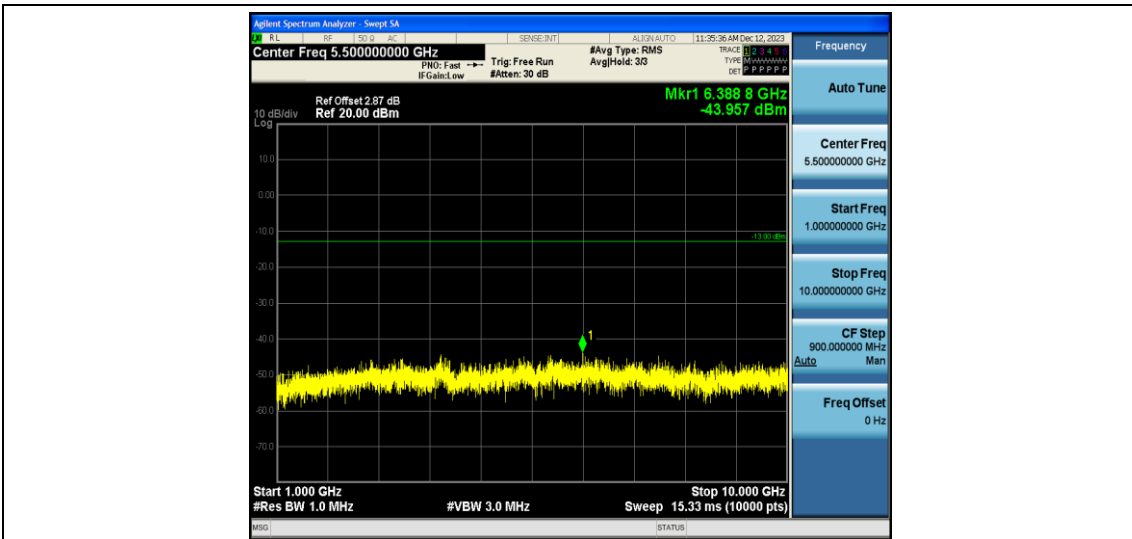 Agilent Spectrum Analyzer - Swept SA
RL RF 50 Ω AC SENSE:INT ALIGN AUTO 11:35:36 AM Dec 12, 2023
Center Freq 5.500000000 GHz
PNO: Fast
IFGain:Low
Trig: Free Run
#Atten: 30 dB
#Avg Type: RMS
Avg|Hold: 3/3
TRACE 1 2 3 4 5 6
TYPE M
DET P P P P P P
Mkr1 6.388 8 GHz
-43.957 dBm
Ref Offset 2.87 dB
10 dB/div Ref 20.00 dBm
Log
10.0
0.00
-10.0
-13.00 dBm
-20.0
-30.0
-40.0
1
-50.0
-60.0
-70.0
Start 1.000 GHz Stop 10.000 GHz
#Res BW 1.0 MHz #VBW 3.0 MHz Sweep 15.33 ms (10000 pts)
MSG STATUS
Frequency
Auto Tune
Center Freq
5.500000000 GHz
Start Freq
1.000000000 GHz
Stop Freq
10.000000000 GHz
CF Step
900.000000 MHz
Auto Man
Freq Offset
0 Hz